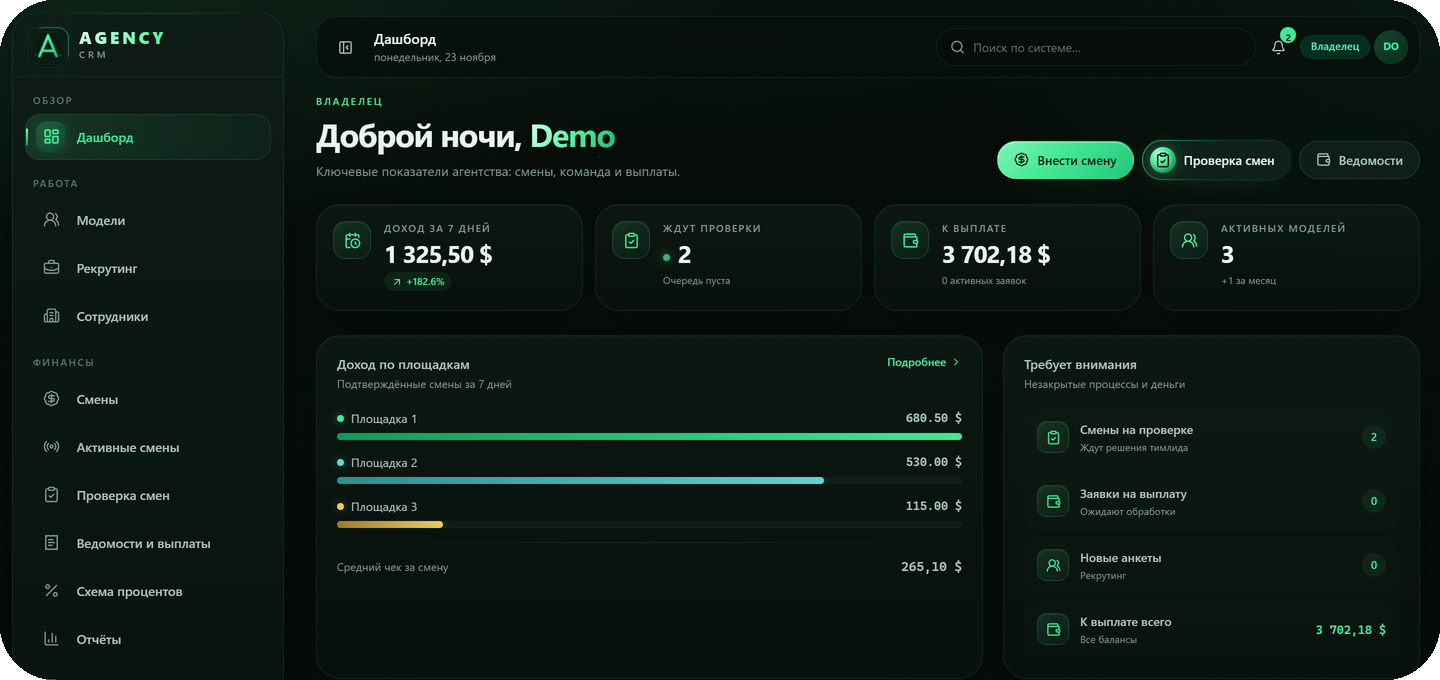 AGENCY
CRM
ОБЗОР
Дашборд
РАБОТА
Модели
Рекрутинг
Сотрудники
ФИНАНСЫ
Смены
Активные смены
Проверка смен
Ведомости и выплаты
Схема процентов
Отчёты
Дашборд
понедельник, 23 ноября
Поиск по системе...
2
Владелец
DO
ВЛАДЕЛЕЦ
Доброй ночи, Demo
Ключевые показатели агентства: смены, команда и выплаты.
Внести смену
Проверка смен
Ведомости
ДОХОД ЗА 7 ДНЕЙ
1 325,50 $
+182.6%
ЖДУТ ПРОВЕРКИ
2
Очередь пуста
К ВЫПЛАТЕ
3 702,18 $
0 активных заявок
АКТИВНЫХ МОДЕЛЕЙ
3
+1 за месяц
Доход по площадкам
Подробнее
Подтверждённые смены за 7 дней
Площадка 1 680.50 $
Площадка 2 530.00 $
Площадка 3 115.00 $
Средний чек за смену 265,10 $
Требует внимания
Незакрытые процессы и деньги
Смены на проверке
Ждут решения тимлида
2
Заявки на выплату
Ожидают обработки
0
Новые анкеты
Рекрутинг
0
К выплате всего
Все балансы
3 702,18 $